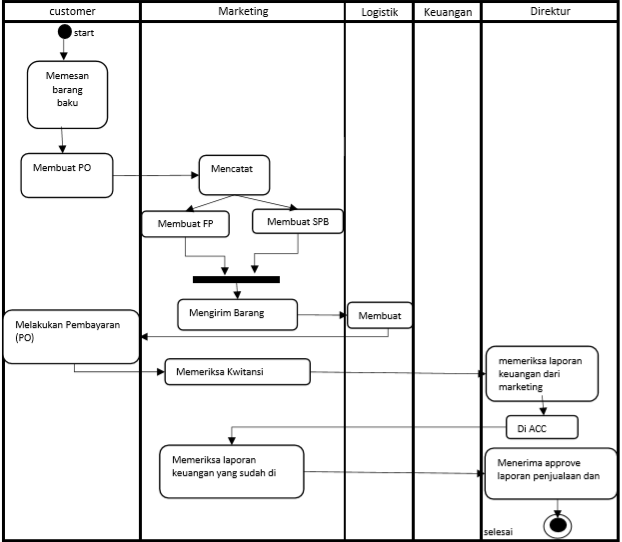 customer
Marketing
Logistik
Keuangan
Direktur
start
Memesan
barang
baku
Membuat PO
Mencatat
Membuat FP
Membuat SPB
Mengirim Barang
Membuat
Melakukan Pembayaran
(PO)
Memeriksa Kwitansi
memeriksa laporan
keuangan dari
marketing
Di ACC
Memeriksa laporan
keuangan yang sudah di
Menerima approve
laporan penjualaan dan
selesai